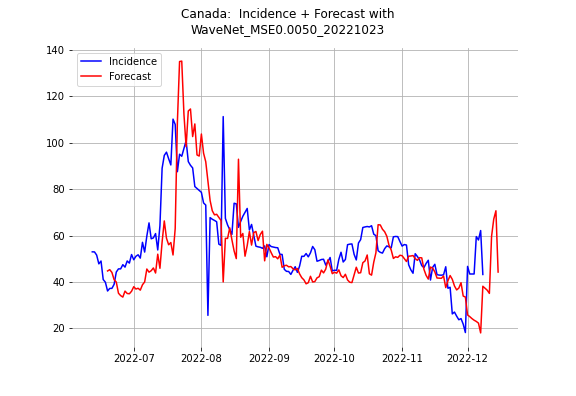 Canada:  Incidence + Forecast with
WaveNet_MSE0.0050_20221023
Incidence
Forecast
140
120
100
80
60
40
20
2022-07 2022-08 2022-09 2022-10 2022-11 2022-12